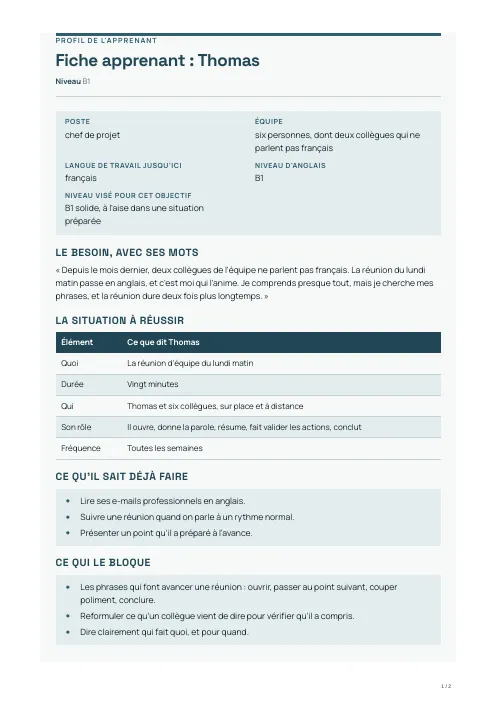 PROFIL DE L'APPRENANT
Fiche apprenant : Thomas
Niveau B1
POSTE
chef de projet
ÉQUIPE
six personnes, dont deux collègues qui ne
parlent pas français
LANGUE DE TRAVAIL JUSQU'ICI
français
NIVEAU D'ANGLAIS
B1
NIVEAU VISÉ POUR CET OBJECTIF
B1 solide, à l'aise dans une situation
préparée
LE BESOIN, AVEC SES MOTS
« Depuis le mois dernier, deux collègues de l'équipe ne parlent pas français. La réunion du lundi
matin passe en anglais, et c'est moi qui l'anime. Je comprends presque tout, mais je cherche mes
phrases, et la réunion dure deux fois plus longtemps. »
LA SITUATION À RÉUSSIR
Élément Ce que dit Thomas
Quoi La réunion d'équipe du lundi matin
Durée Vingt minutes
Qui Thomas et six collègues, sur place et à distance
Son rôle Il ouvre, donne la parole, résume, fait valider les actions, conclut
Fréquence Toutes les semaines
CE QU'IL SAIT DÉJÀ FAIRE
• Lire ses e-mails professionnels en anglais.
• Suivre une réunion quand on parle à un rythme normal.
• Présenter un point qu'il a préparé à l'avance.
CE QUI LE BLOQUE
• Les phrases qui font avancer une réunion : ouvrir, passer au point suivant, couper
poliment, conclure.
• Reformuler ce qu'un collègue vient de dire pour vérifier qu'il a compris.
• Dire clairement qui fait quoi, et pour quand.
1 / 2